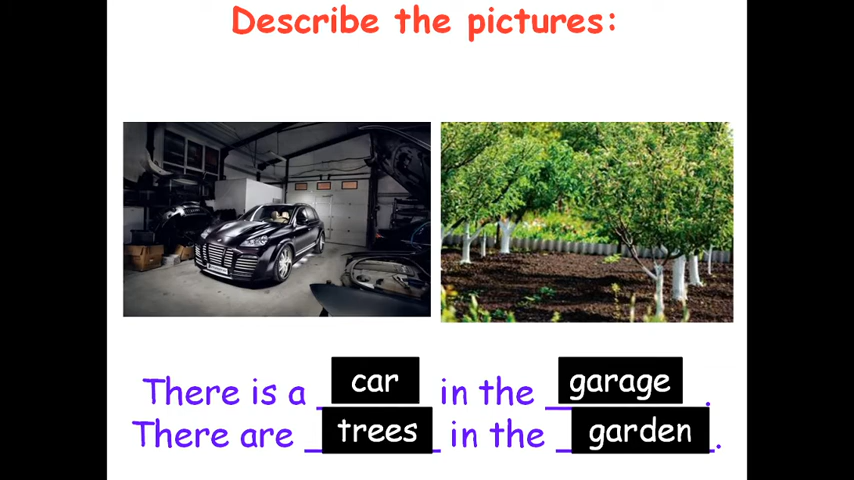 Describe the pictures:
There is a _ car in the _ garage .
There are _ trees _ in the _ garden _.